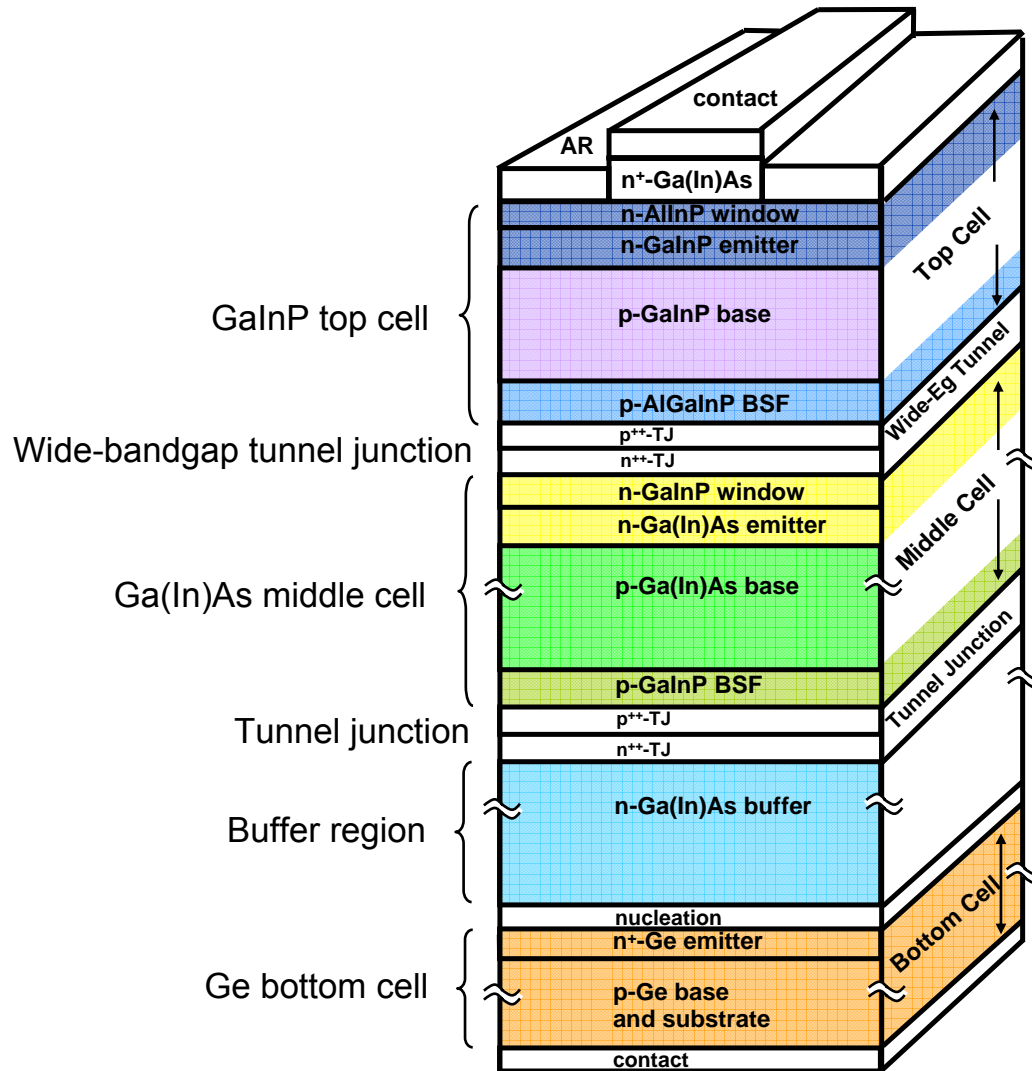 contact
AR
n⁺-Ga(In)As
n-AlInP window
n-GaInP emitter
p-GaInP base
p-AlGaInP BSF
p⁺⁺-TJ
n⁺⁺-TJ
n-GaInP window
n-Ga(In)As emitter
p-Ga(In)As base
p-GaInP BSF
p⁺⁺-TJ
n⁺⁺-TJ
n-Ga(In)As buffer
nucleation
n⁺-Ge emitter
p-Ge base
and substrate
contact
GaInP top cell
Wide-bandgap tunnel junction
Ga(In)As middle cell
Tunnel junction
Buffer region
Ge bottom cell
Top Cell
Wide-Eg Tunnel
Middle Cell
Tunnel Junction
Bottom Cell